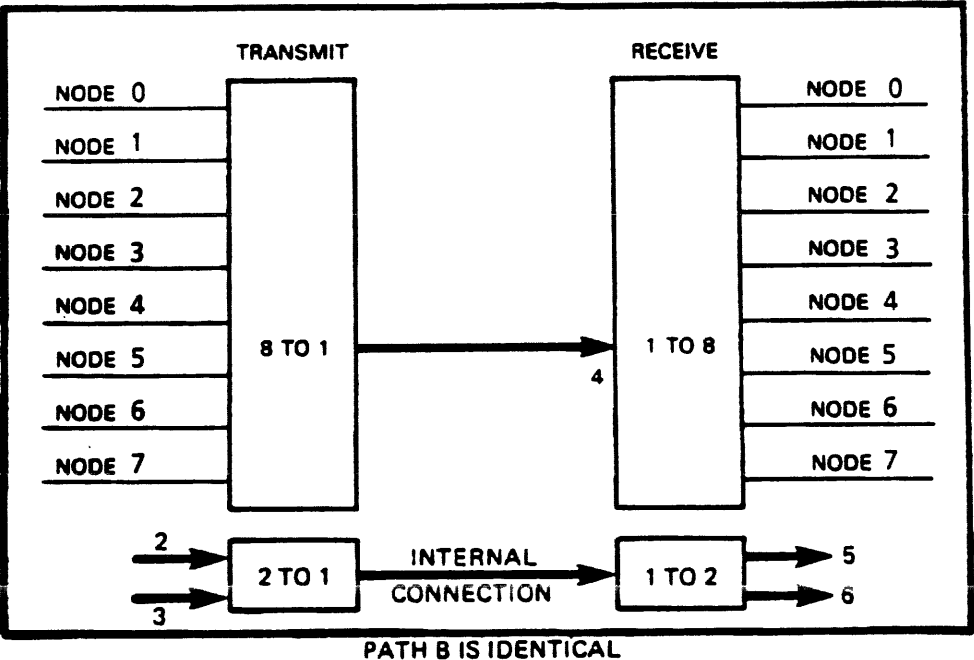 TRANSMIT
RECEIVE
NODE 0
NODE 1
NODE 2
NODE 3
NODE 4
NODE 5
NODE 6
NODE 7
8 TO 1
4
1 TO 8
NODE 0
NODE 1
NODE 2
NODE 3
NODE 4
NODE 5
NODE 6
NODE 7
2
3
2 TO 1
INTERNAL
CONNECTION
1 TO 2
5
6
PATH B IS IDENTICAL